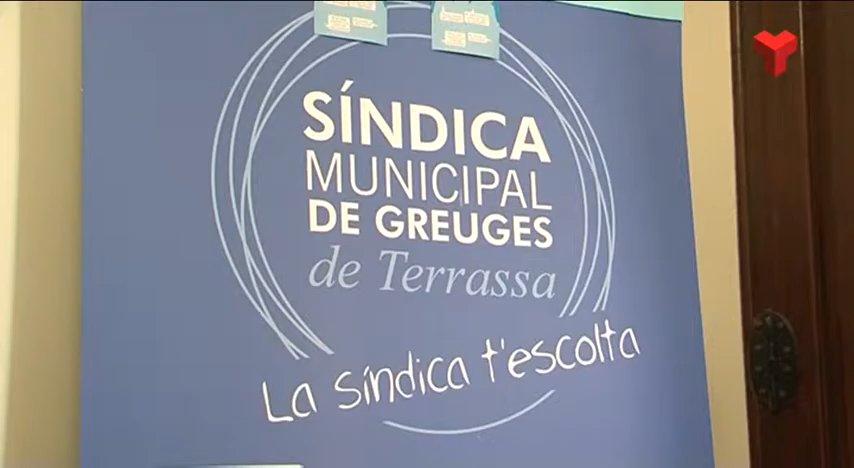 SÍNDICA
MUNICIPAL
DE GREUGES
de Terrassa
La síndica t'escolta